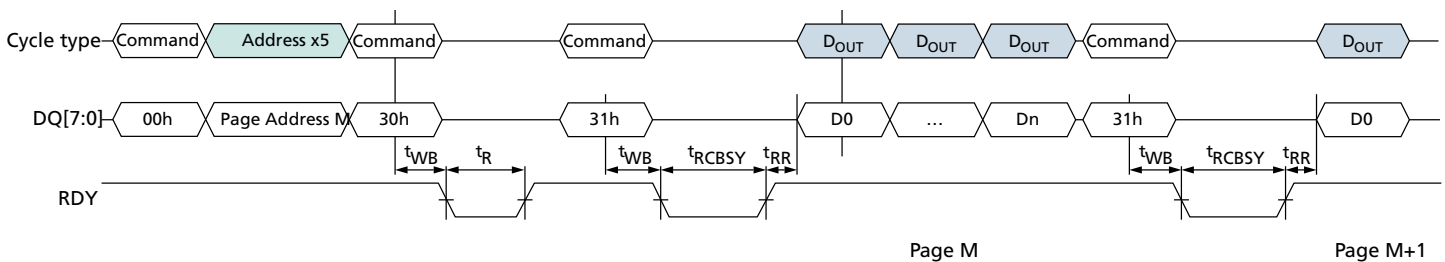 Cycle type Command Address x5 Command Command DOUT DOUT DOUT Command DOUT
DQ[7:0] 00h Page Address M 30h 31h D0 … Dn 31h D0
tWB tR tWB tRCBSY tRR tWB tRCBSY tRR
RDY
Page M Page M+1